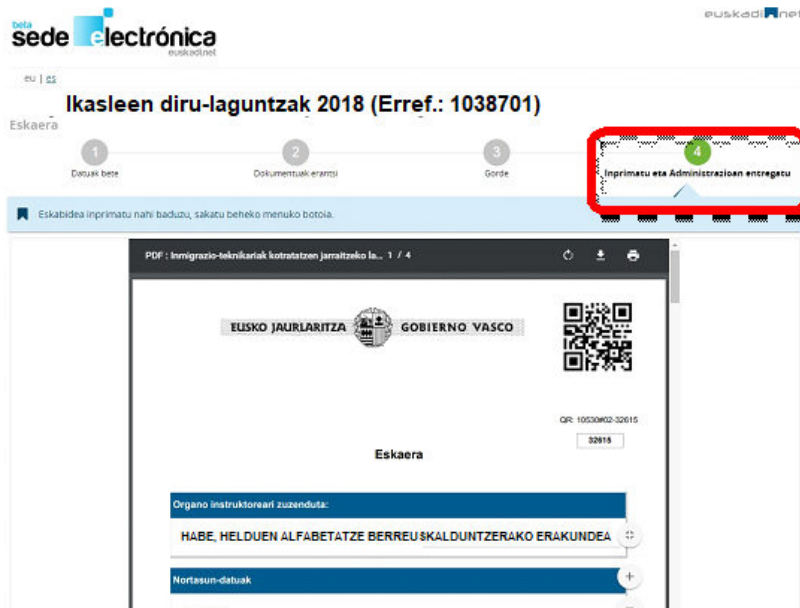 beta
sede electrónica
euskadi.net
euskadi.net
eu | es
Ikasleen diru-laguntzak 2018 (Erref.: 1038701)
Eskaera
1 2 3 4
Datuak bete Dokumentuak erantsi Gorde Inprimatu eta Administrazioan entregatu
Eskabidea inprimatu nahi baduzu, sakatu beheko menuko botoia.
PDF : Inmigrazio-teknikariak kotratatzen jarraitzeko la... 1 / 4
EUSKO JAURLARITZA GOBIERNO VASCO
QR: 10530#02-32615
32615
Eskaera
Organo instruktoreari zuzenduta:
HABE, HELDUEN ALFABETATZE BERREUSKALDUNTZERAKO ERAKUNDEA
Nortasun-datuak